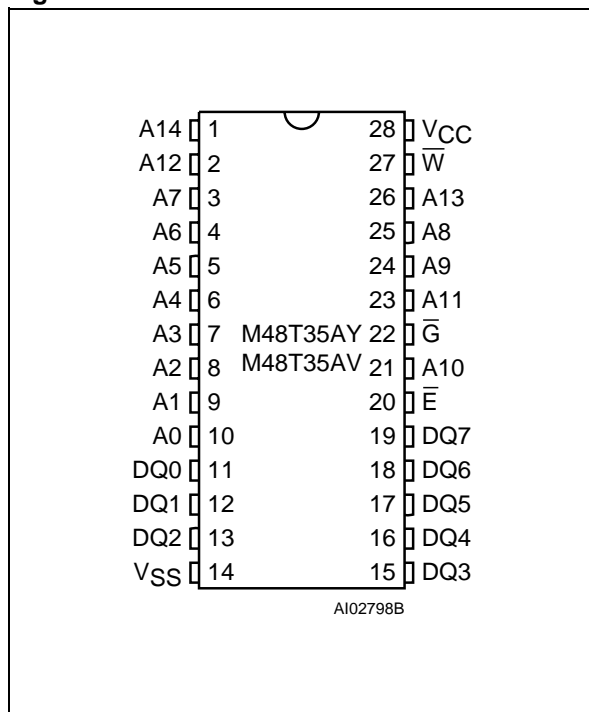 A14 1 28 VCC
A12 2 27 W̅
A7 3 26 A13
A6 4 25 A8
A5 5 24 A9
A4 6 23 A11
A3 7 M48T35AY 22 G̅
A2 8 M48T35AV 21 A10
A1 9 20 E̅
A0 10 19 DQ7
DQ0 11 18 DQ6
DQ1 12 17 DQ5
DQ2 13 16 DQ4
VSS 14 15 DQ3
AI02798B